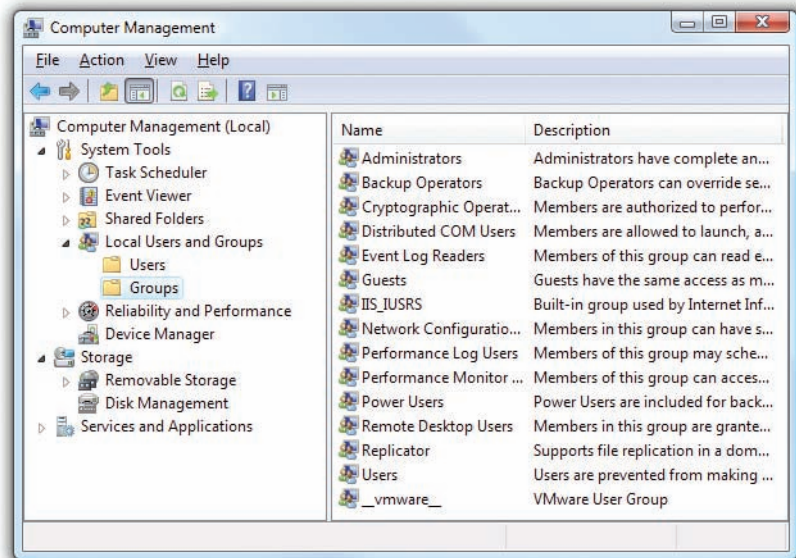 Computer Management
File Action View Help
Computer Management (Local)
System Tools
Task Scheduler
Event Viewer
Shared Folders
Local Users and Groups
Users
Groups
Reliability and Performance
Device Manager
Storage
Removable Storage
Disk Management
Services and Applications
Name Description
Administrators Administrators have complete an...
Backup Operators Backup Operators can override se...
Cryptographic Operat... Members are authorized to perfor...
Distributed COM Users Members are allowed to launch, a...
Event Log Readers Members of this group can read e...
Guests Guests have the same access as m...
IIS_IUSRS Built-in group used by Internet Inf...
Network Configuratio... Members in this group can have s...
Performance Log Users Members of this group may sche...
Performance Monitor ... Members of this group can acces...
Power Users Power Users are included for back...
Remote Desktop Users Members in this group are grante...
Replicator Supports file replication in a dom...
Users Users are prevented from making ...
__vmware__ VMware User Group